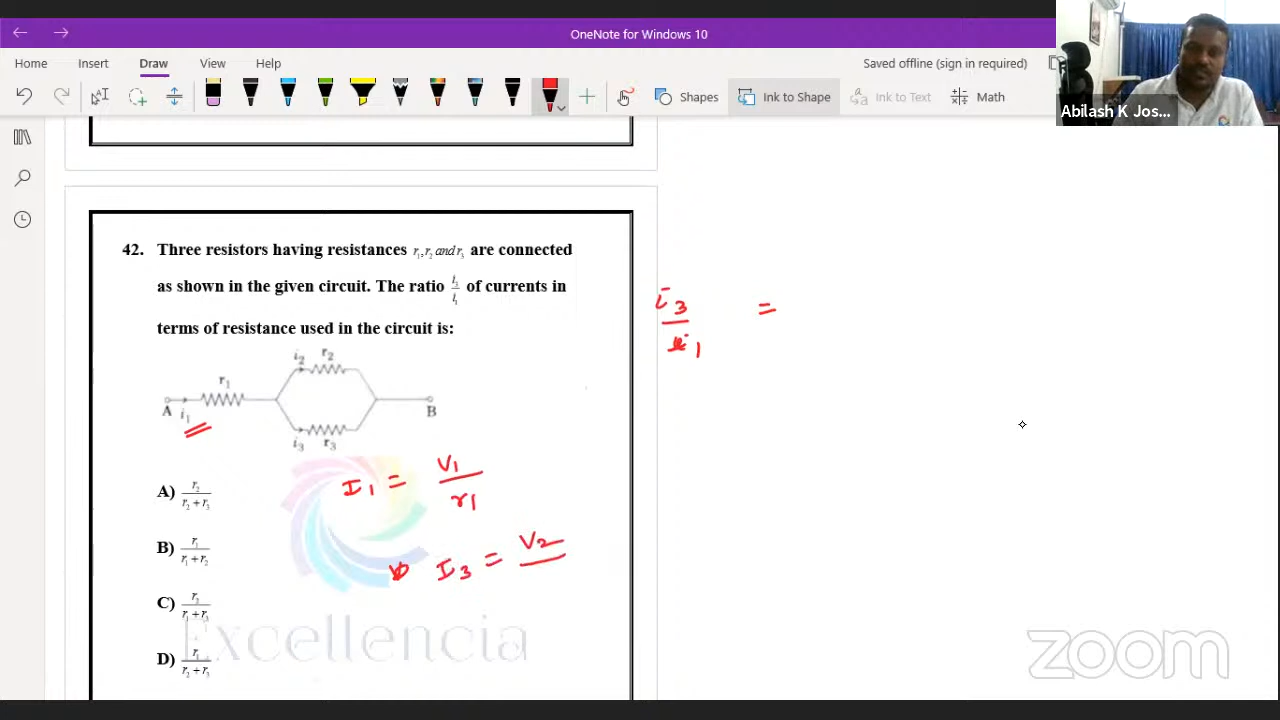 OneNote for Windows 10
Home Insert Draw View Help
Saved offline (sign in required)
Shapes Ink to Shape Ink to Text Math
Abilash K Jos...
42. Three resistors having resistances r₁, r₂ and r₃ are connected
as shown in the given circuit. The ratio i₃/i₁ of currents in
terms of resistance used in the circuit is:
i₃/i₁ =
i₂ r₂
r₁
A i₁ B
i₃ r₃
I₁ = V₁/r₁
A) r₂/(r₂ + r₃)
I₃ = V₂
B) r₁/(r₁ + r₂)
C) r₂/(r₁ + r₃)
D) r₁/(r₂ + r₃)
Excellencia
zoom